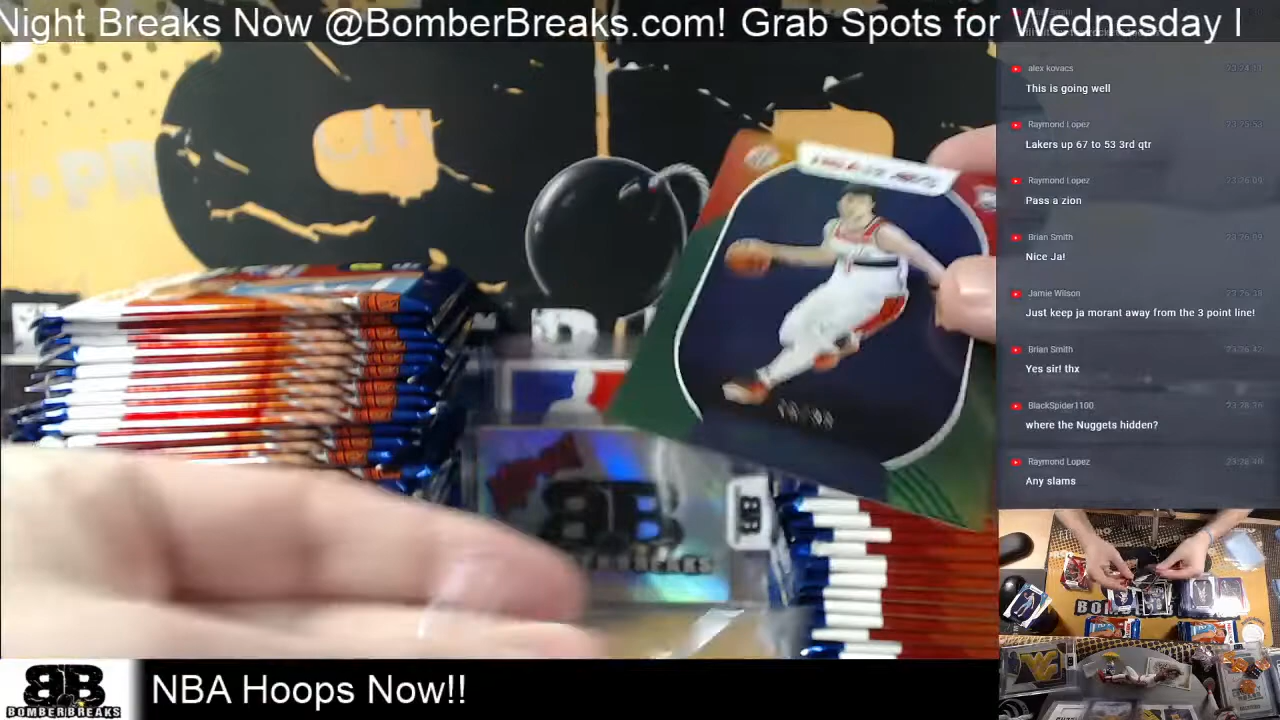 Night Breaks Now @BomberBreaks.com! Grab Spots for Wednesday I
alex kovacs
This is going well
Raymond Lopez
Lakers up 67 to 53 3rd qtr
Raymond Lopez
Pass a zion
Brian Smith
Nice Ja!
Jamie Wilson
Just keep ja morant away from the 3 point line!
Brian Smith
Yes sir! thx
BlackSpider1100
where the Nuggets hidden?
Raymond Lopez
Any slams
BB
BB
BOMBERBREAKS
NBA Hoops Now!!